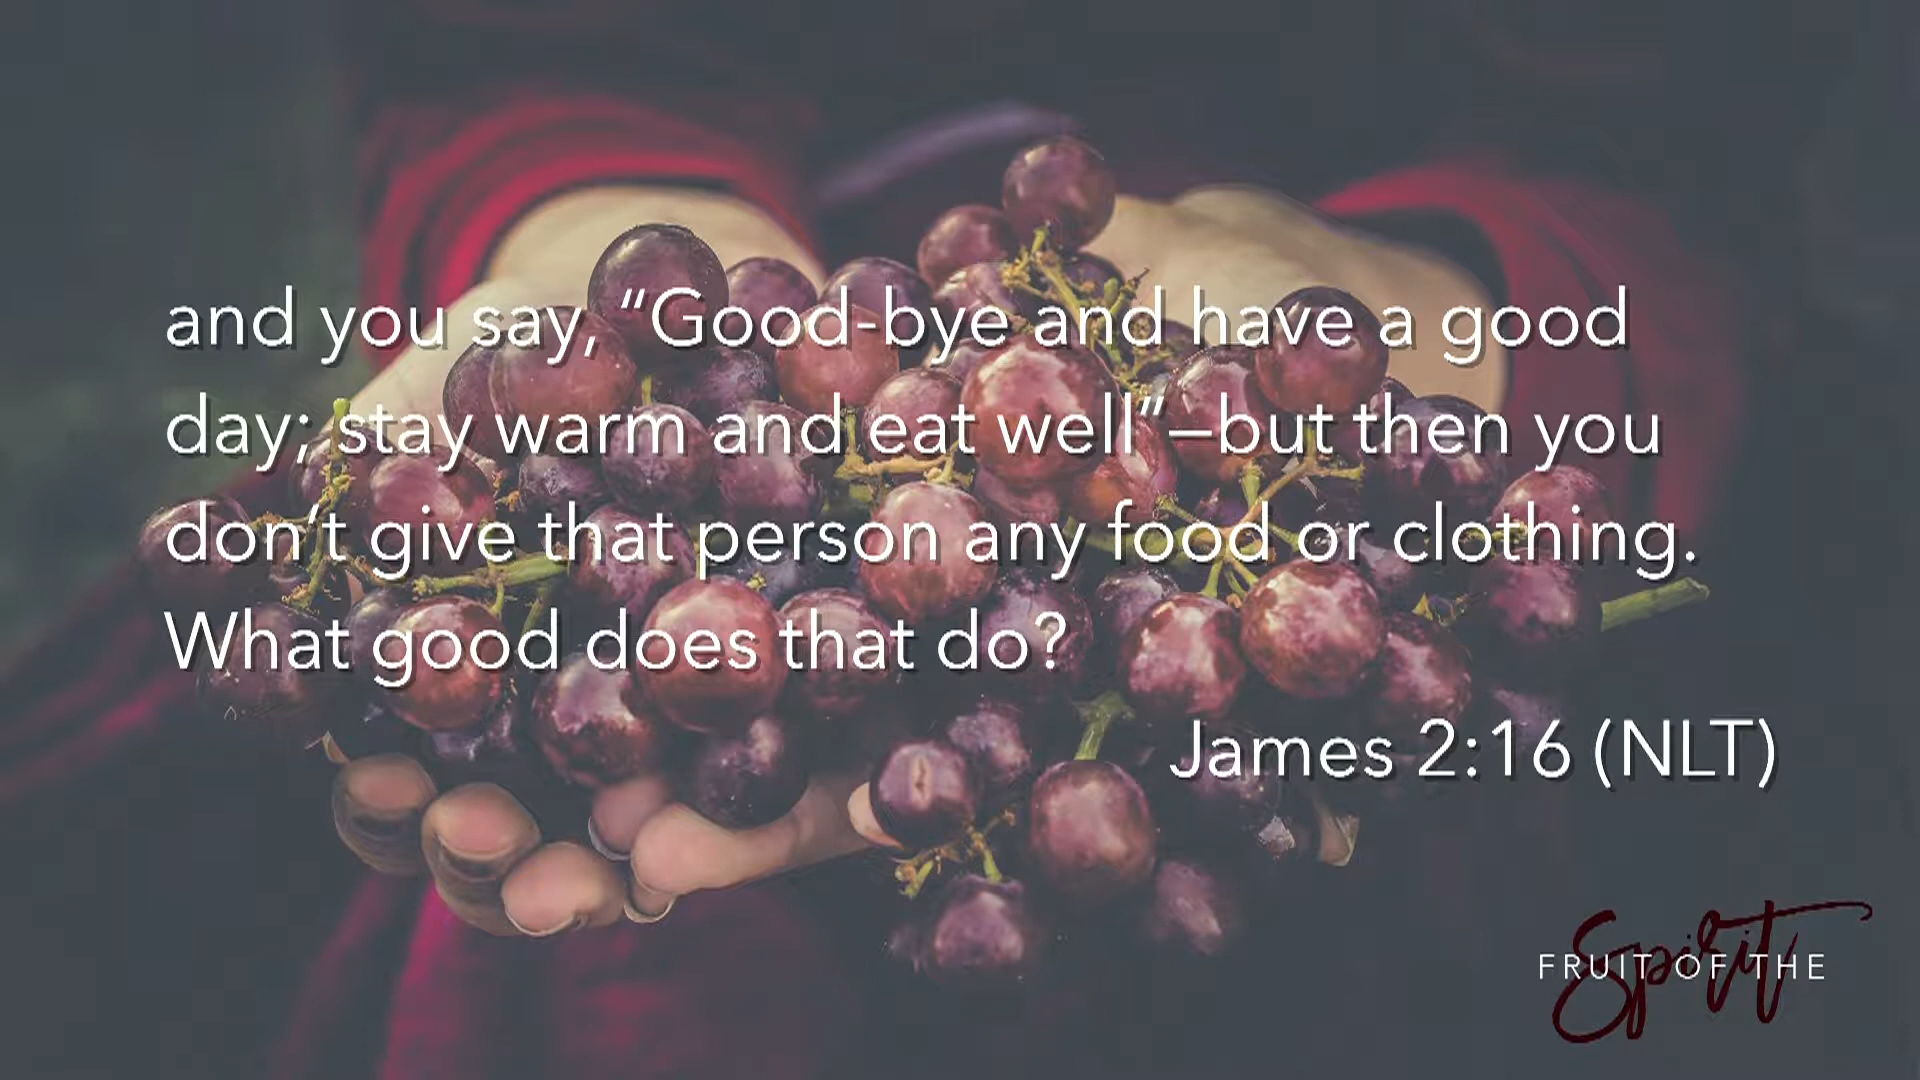 and you say, “Good-bye and have a good
day; stay warm and eat well”—but then you
don’t give that person any food or clothing.
What good does that do?
James 2:16 (NLT)
FRUIT OF THE
Spirit